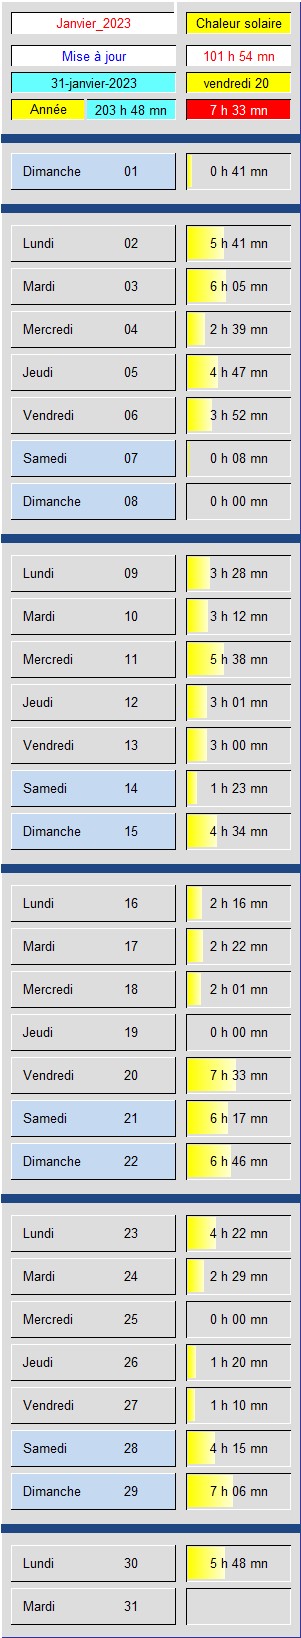 Janvier_2023 Chaleur solaire
Mise à jour 101 h 54 mn
31-janvier-2023 vendredi 20
Année 203 h 48 mn 7 h 33 mn
Dimanche 01 0 h 41 mn
Lundi 02 5 h 41 mn
Mardi 03 6 h 05 mn
Mercredi 04 2 h 39 mn
Jeudi 05 4 h 47 mn
Vendredi 06 3 h 52 mn
Samedi 07 0 h 08 mn
Dimanche 08 0 h 00 mn
Lundi 09 3 h 28 mn
Mardi 10 3 h 12 mn
Mercredi 11 5 h 38 mn
Jeudi 12 3 h 01 mn
Vendredi 13 3 h 00 mn
Samedi 14 1 h 23 mn
Dimanche 15 4 h 34 mn
Lundi 16 2 h 16 mn
Mardi 17 2 h 22 mn
Mercredi 18 2 h 01 mn
Jeudi 19 0 h 00 mn
Vendredi 20 7 h 33 mn
Samedi 21 6 h 17 mn
Dimanche 22 6 h 46 mn
Lundi 23 4 h 22 mn
Mardi 24 2 h 29 mn
Mercredi 25 0 h 00 mn
Jeudi 26 1 h 20 mn
Vendredi 27 1 h 10 mn
Samedi 28 4 h 15 mn
Dimanche 29 7 h 06 mn
Lundi 30 5 h 48 mn
Mardi 31